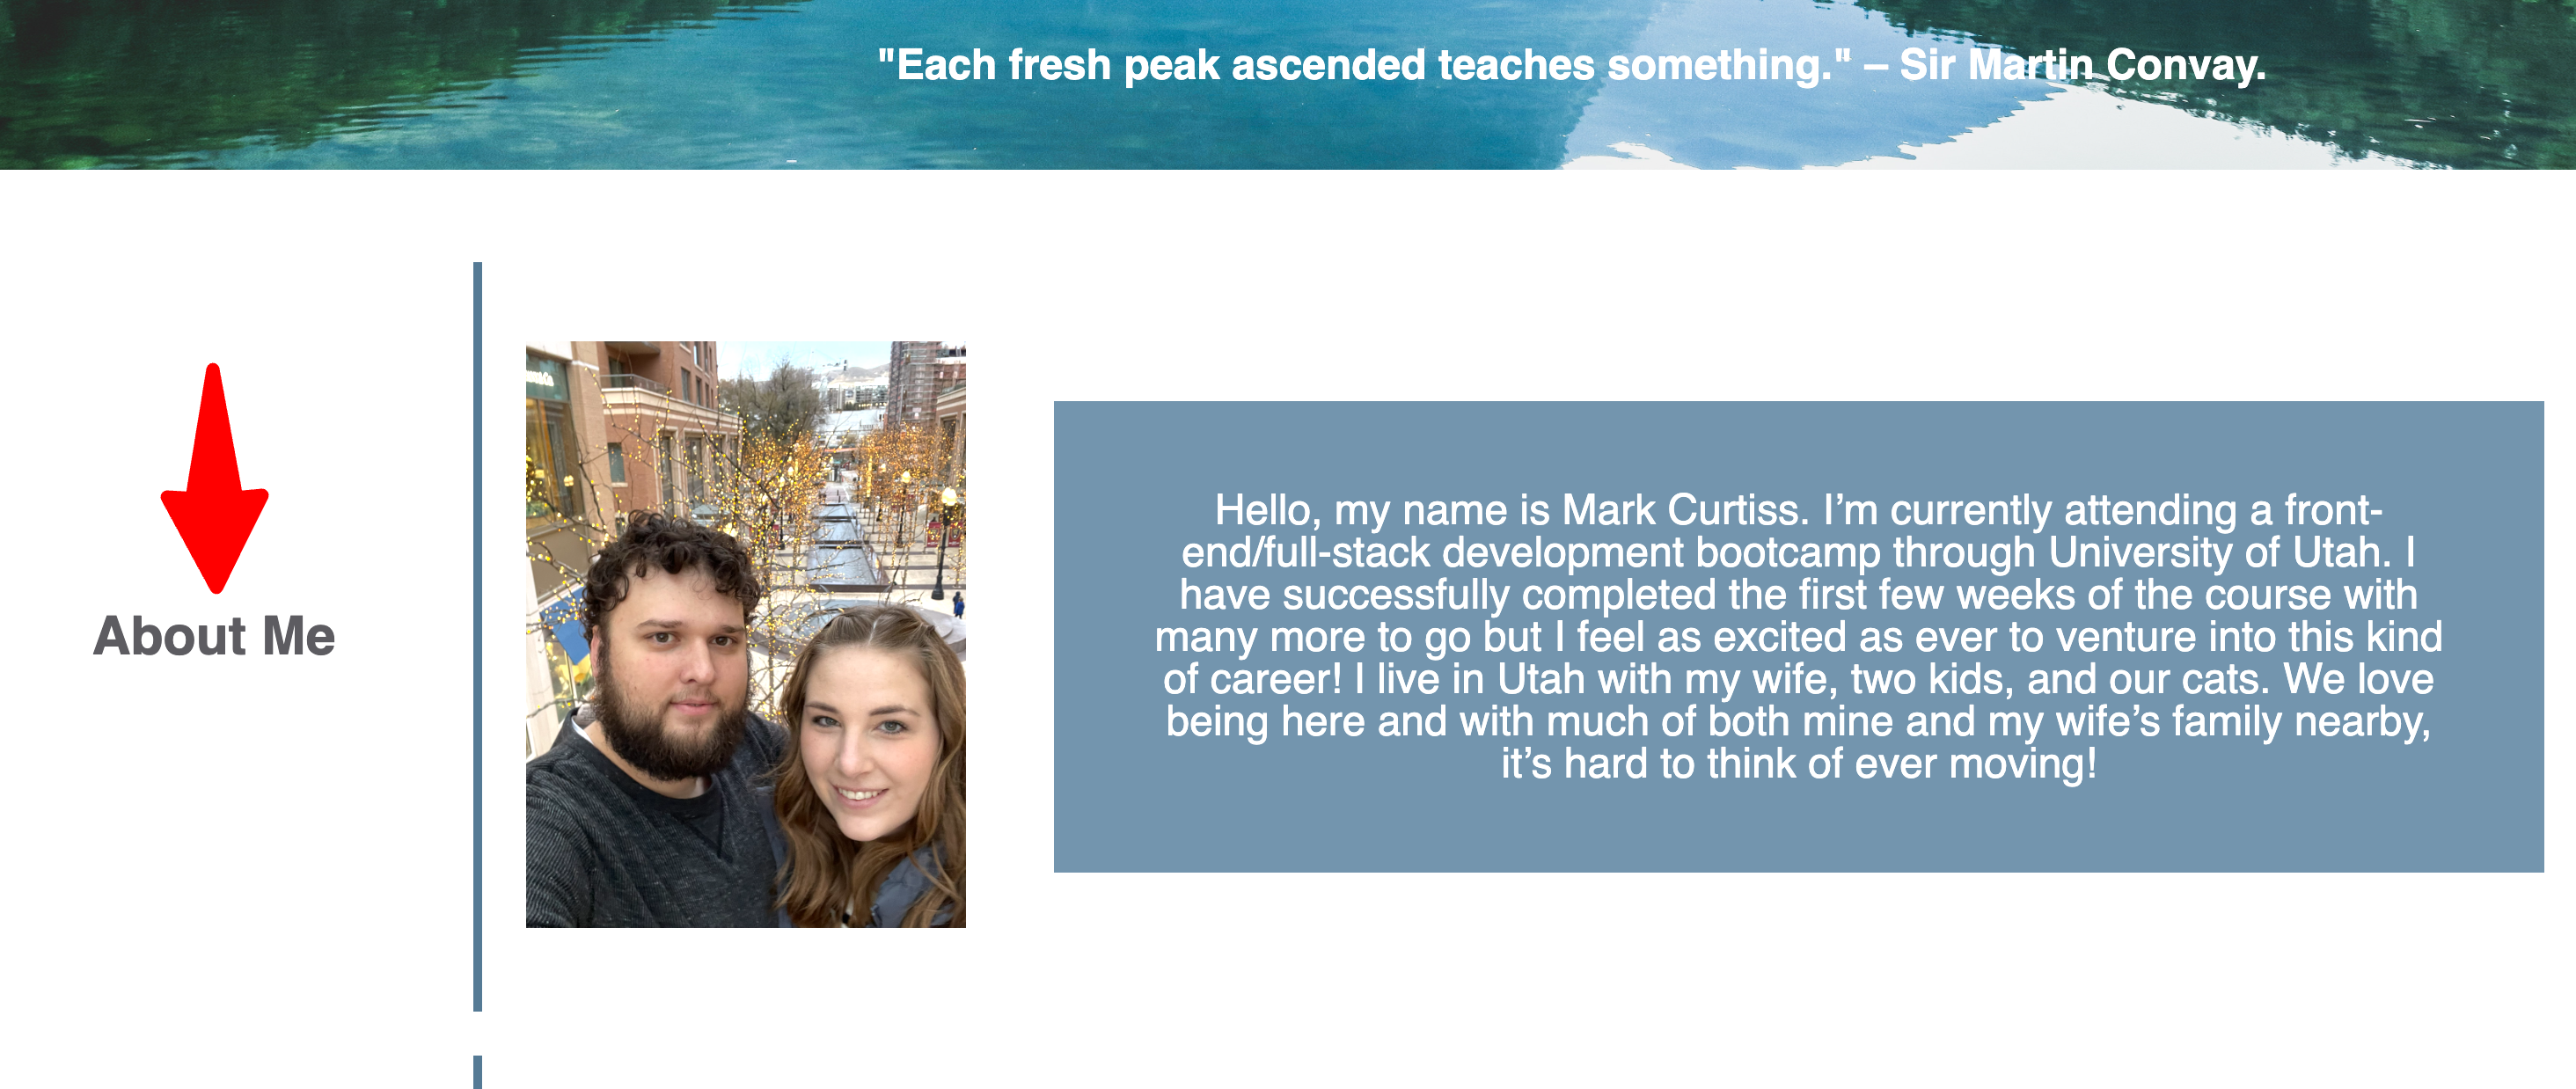 "Each fresh peak ascended teaches something." – Sir Martin Convay.
About Me
Hello, my name is Mark Curtiss. I’m currently attending a front-
end/full-stack development bootcamp through University of Utah. I
have successfully completed the first few weeks of the course with
many more to go but I feel as excited as ever to venture into this kind
of career! I live in Utah with my wife, two kids, and our cats. We love
being here and with much of both mine and my wife’s family nearby,
it’s hard to think of ever moving!